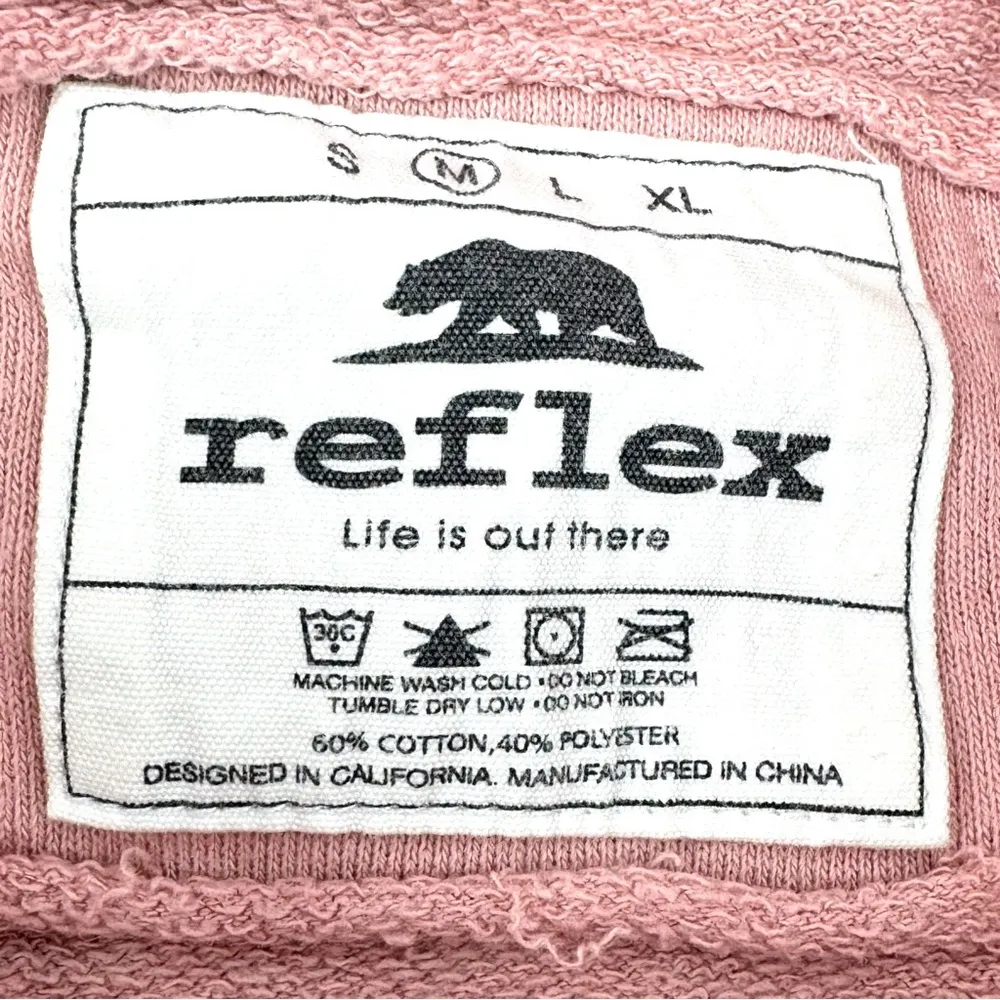 S M L XL
reflex
Life is out there
30C
MACHINE WASH COLD • DO NOT BLEACH
TUMBLE DRY LOW • DO NOT IRON
60% COTTON,40% POLYESTER
DESIGNED IN CALIFORNIA. MANUFACTURED IN CHINA